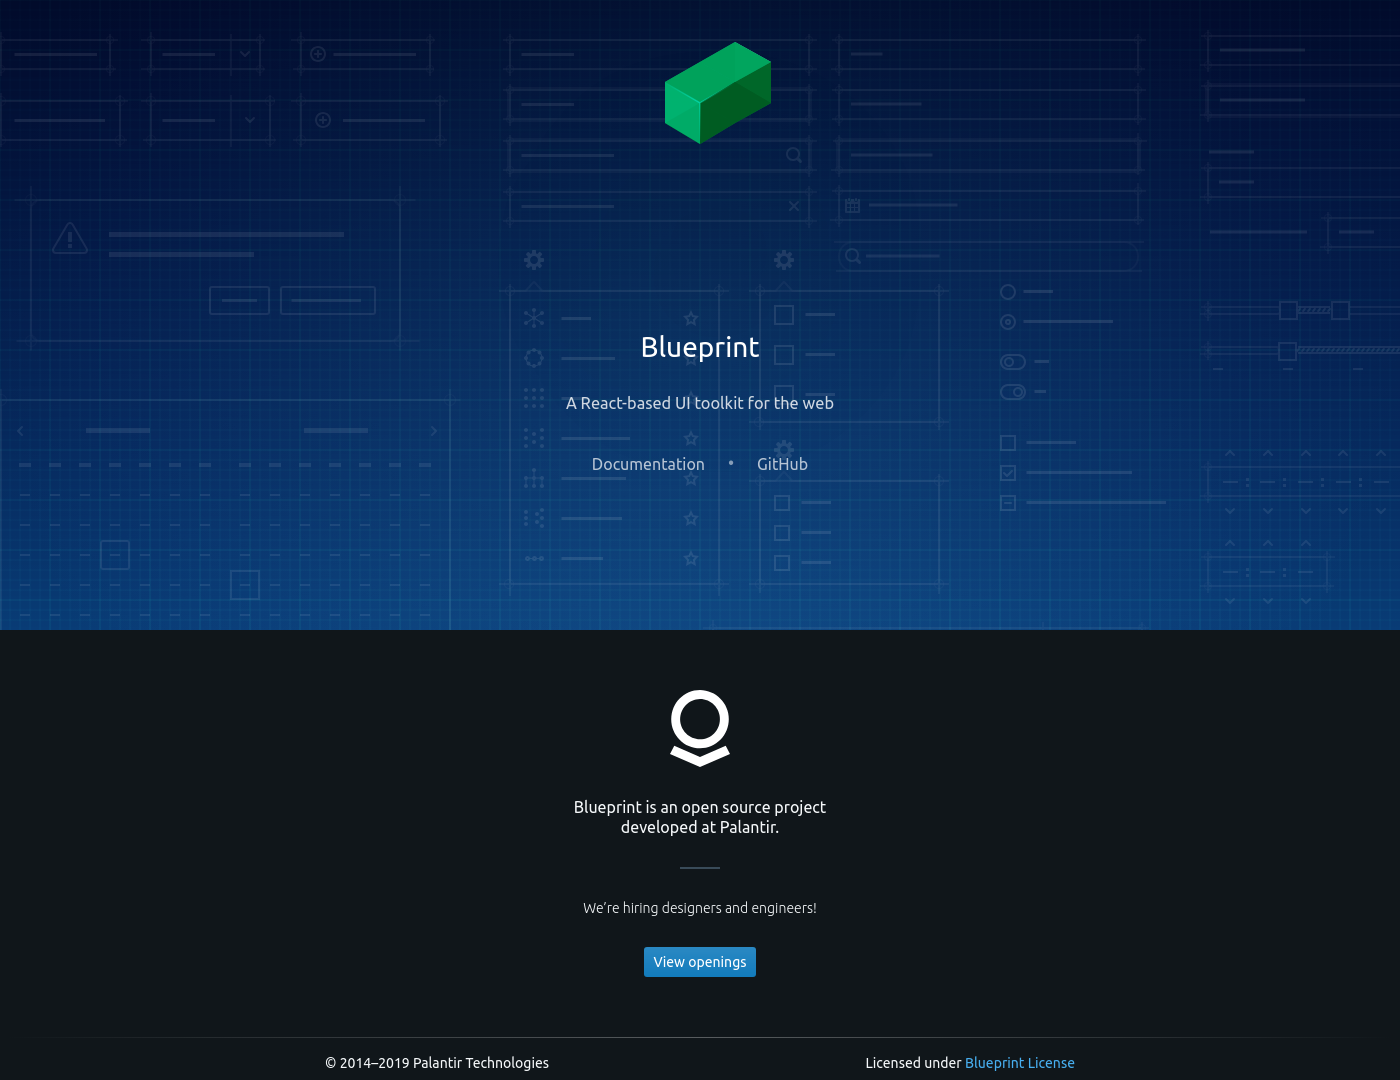 Blueprint
A React-based UI toolkit for the web
Documentation • GitHub
Blueprint is an open source project
developed at Palantir.
We’re hiring designers and engineers!
View openings
© 2014–2019 Palantir Technologies
Licensed under Blueprint License